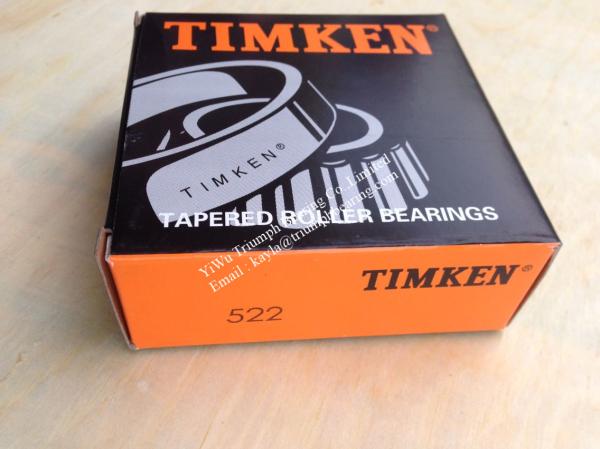 TIMKEN®
TIMKEN®
TAPERED ROLLER BEARINGS
YiWu Triumph Bearing Co.,Limited
Email : kayla@triumphbearing.com
TIMKEN®
522